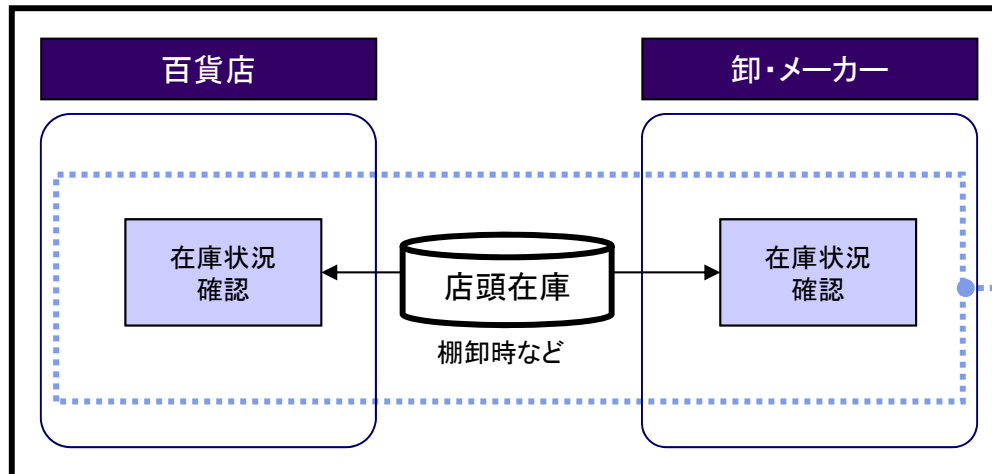 百貨店
卸・メーカー
在庫状況
確認
店頭在庫
在庫状況
確認
棚卸時など